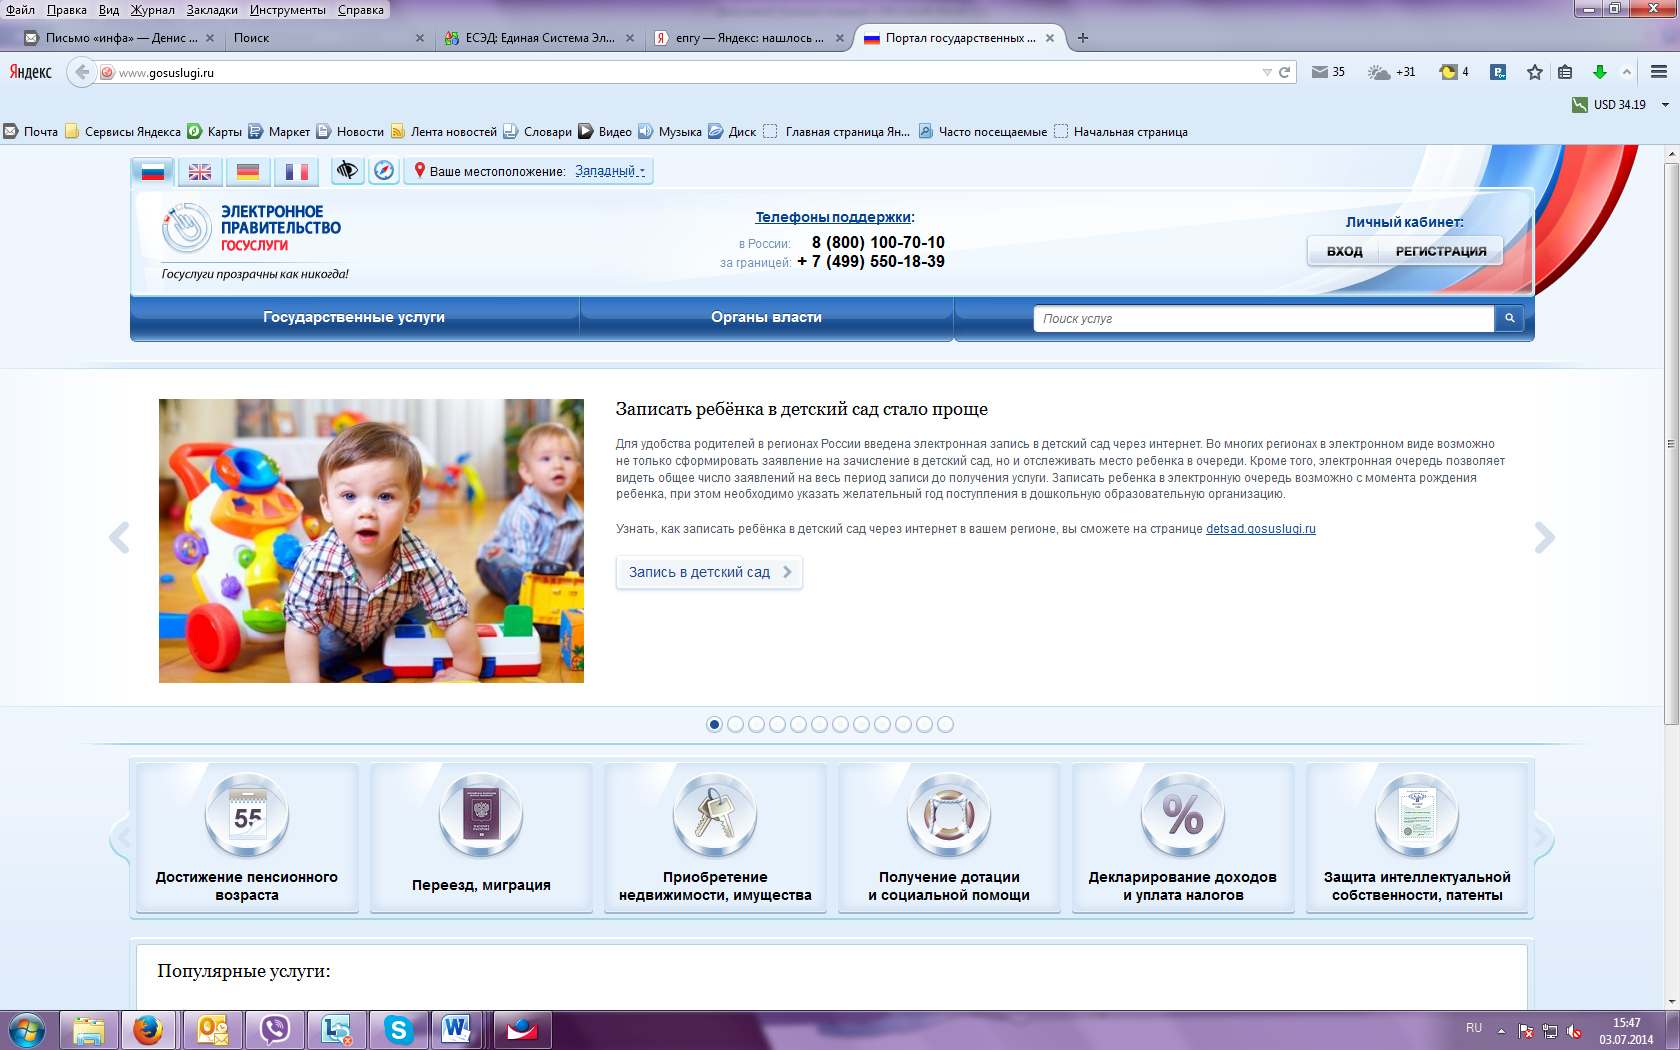 Файл Правка Вид Журнал Закладки Инструменты Справка
Письмо «инфа» — Денис ...
Поиск
ЕСЭД: Единая Система Эл...
епгу — Яндекс: нашлось ...
Портал государственных ...
Яндекс
www.gosuslugi.ru
35
+31
4
USD 34.19
Почта
Сервисы Яндекса
Карты
Маркет
Новости
Лента новостей
Словари
Видео
Музыка
Диск
Главная страница Ян...
Часто посещаемые
Начальная страница
Ваше местоположение: Западный
ЭЛЕКТРОННОЕ
ПРАВИТЕЛЬСТВО
ГОСУСЛУГИ
Госуслуги прозрачны как никогда!
Телефоны поддержки:
в России: 8 (800) 100-70-10
за границей: + 7 (499) 550-18-39
Личный кабинет:
ВХОД РЕГИСТРАЦИЯ
Государственные услуги
Органы власти
Поиск услуг
Записать ребёнка в детский сад стало проще
Для удобства родителей в регионах России введена электронная запись в детский сад через интернет. Во многих регионах в электронном виде возможно
не только сформировать заявление на зачисление в детский сад, но и отслеживать место ребенка в очереди. Кроме того, электронная очередь позволяет
видеть общее число заявлений на весь период записи до получения услуги. Записать ребенка в электронную очередь возможно с момента рождения
ребенка, при этом необходимо указать желательный год поступления в дошкольную образовательную организацию.
Узнать, как записать ребёнка в детский сад через интернет в вашем регионе, вы сможете на странице detsad.gosuslugi.ru
Запись в детский сад
55
%
Достижение пенсионного
возраста
Переезд, миграция
Приобретение
недвижимости, имущества
Получение дотации
и социальной помощи
Декларирование доходов
и уплата налогов
Защита интеллектуальной
собственности, патенты
Популярные услуги:
RU
15:47
03.07.2014